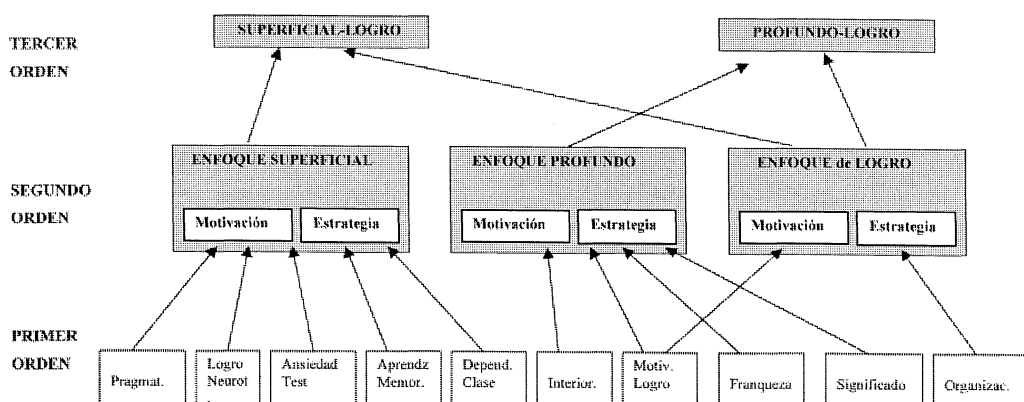 TERCER
ORDEN
SUPERFICIAL-LOGRO
PROFUNDO-LOGRO
SEGUNDO
ORDEN
ENFOQUE SUPERFICIAL
Motivación
Estrategia
ENFOQUE PROFUNDO
Motivación
Estrategia
ENFOQUE de LOGRO
Motivación
Estrategia
PRIMER
ORDEN
Pragmat.
Logro
Neurot
Ansiedad
Test
Aprendz
Memor.
Depend.
Clase
Interior.
Motiv.
Logro
Franqueza
Significado
Organizac.